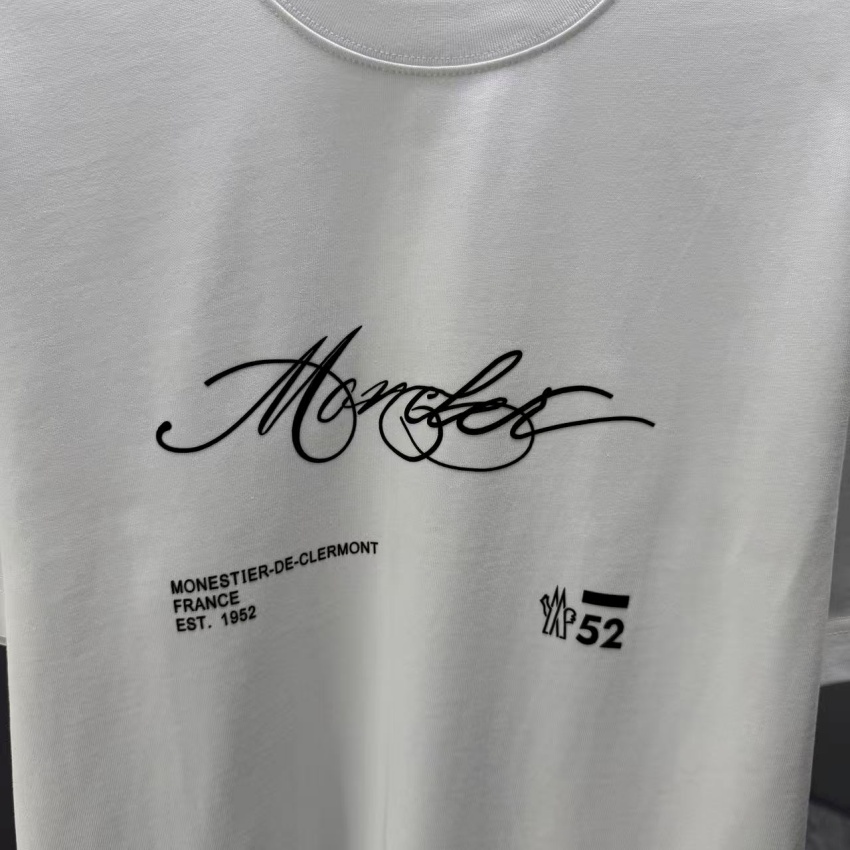 Moncler
MONESTIER-DE-CLERMONT
FRANCE
EST. 1952
52